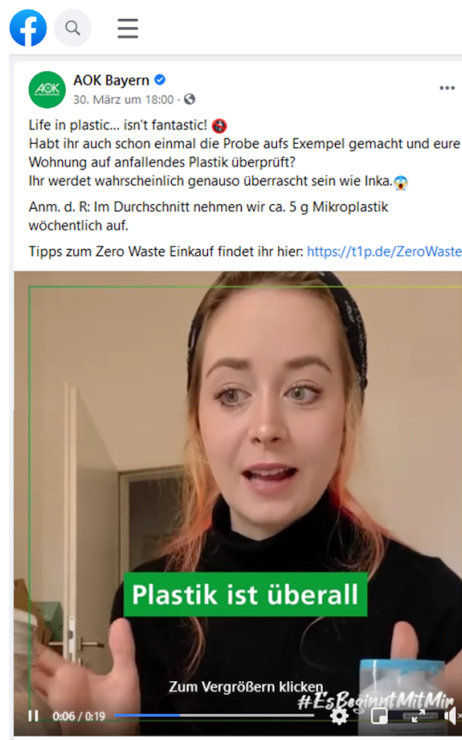 AOK Bayern
30. März um 18:00 ·
Life in plastic... isn't fantastic!
Habt ihr auch schon einmal die Probe aufs Exempel gemacht und eure
Wohnung auf anfallendes Plastik überprüft?
Ihr werdet wahrscheinlich genauso überrascht sein wie Inka.
Anm. d. R: Im Durchschnitt nehmen wir ca. 5 g Mikroplastik
wöchentlich auf.
Tipps zum Zero Waste Einkauf findet ihr hier: https://t1p.de/ZeroWaste
Plastik ist überall
Zum Vergrößern klicken
#EsBeginntMitMir
0:06 / 0:19